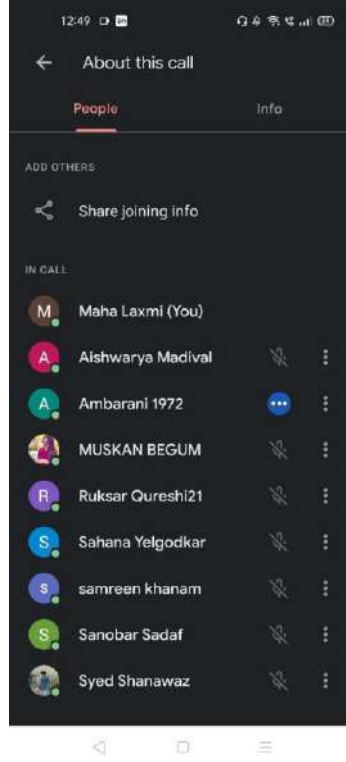 12:49
About this call
People Info
ADD OTHERS
Share joining info
IN CALL
M Maha Laxmi (You)
A Aishwarya Madival
A Ambarani 1972
MUSKAN BEGUM
R Ruksar Qureshi21
S Sahana Yelgodkar
s samreen khanam
S Sanobar Sadaf
Syed Shanawaz